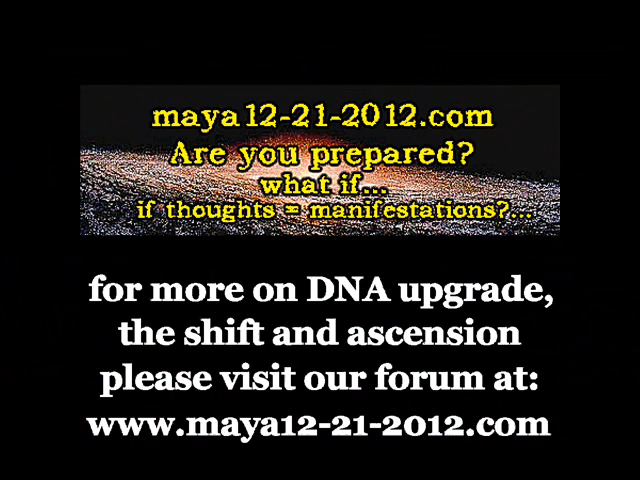 maya12-21-2012.com
Are you prepared?
what if...
if thoughts = manifestations?...
for more on DNA upgrade,
the shift and ascension
please visit our forum at:
www.maya12-21-2012.com